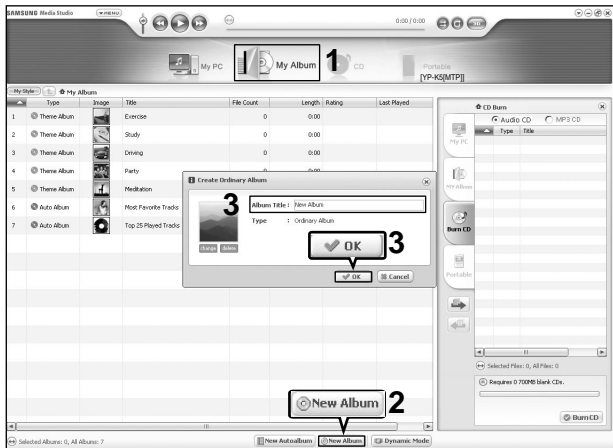 SAMSUNG Media Studio
MENU
0:00 / 0:00
My PC
My Album
1
CD
Portable
[YP-K5[MTP]]
My Style
My Album
Type Image Title File Count Length Rating Last Played
1 Theme Album Exercise 0 0:00
2 Theme Album Study 0 0:00
3 Theme Album Driving 0 0:00
4 Theme Album Party 0 0:00
5 Theme Album Meditation
6 Auto Album Most Favorite Tracks
7 Auto Album Top 25 Played Tracks
Create Ordinary Album
3
Album Title : New Album
Type : Ordinary Album
change delete
OK
3
OK Cancel
New Album
2
Selected Albums: 0, All Albums: 7
New Autoalbum New Album Dynamic Mode
CD Burn
Audio CD MP3 CD
Type Title
My PC
MY Album
Burn CD
Portable
Selected Files: 0, All Files: 0
Requires 0 700MB blank CDs.
Burn CD